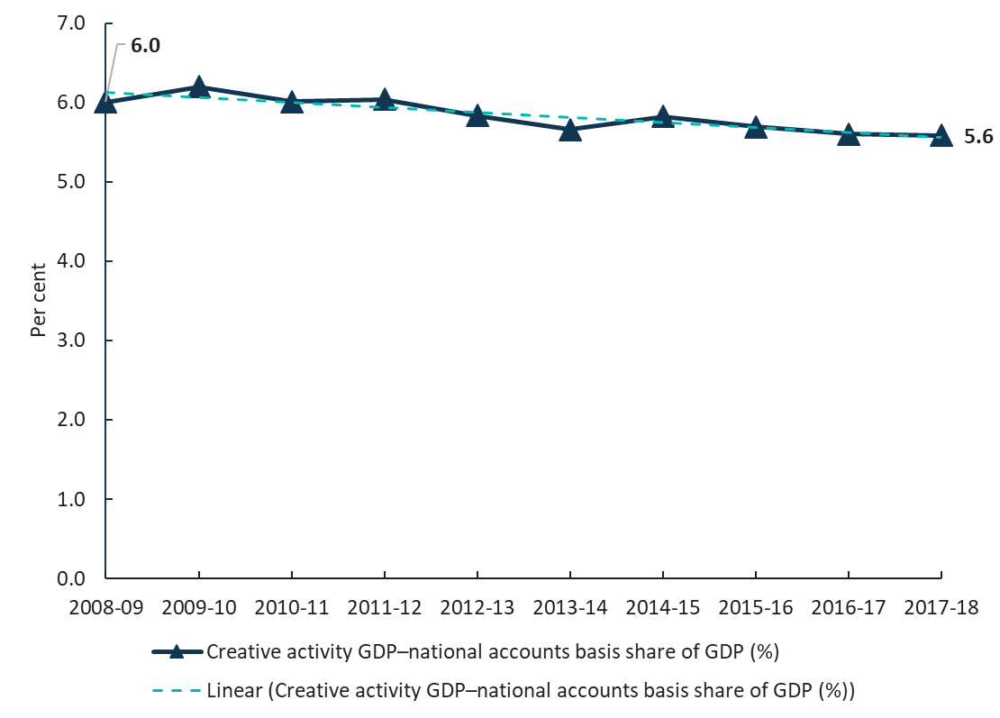 7.0
6.0
6.0
5.6
5.0
4.0
Per cent
3.0
2.0
1.0
0.0
2008-09 2009-10 2010-11 2011-12 2012-13 2013-14 2014-15 2015-16 2016-17 2017-18
Creative activity GDP–national accounts basis share of GDP (%)
Linear (Creative activity GDP–national accounts basis share of GDP (%))